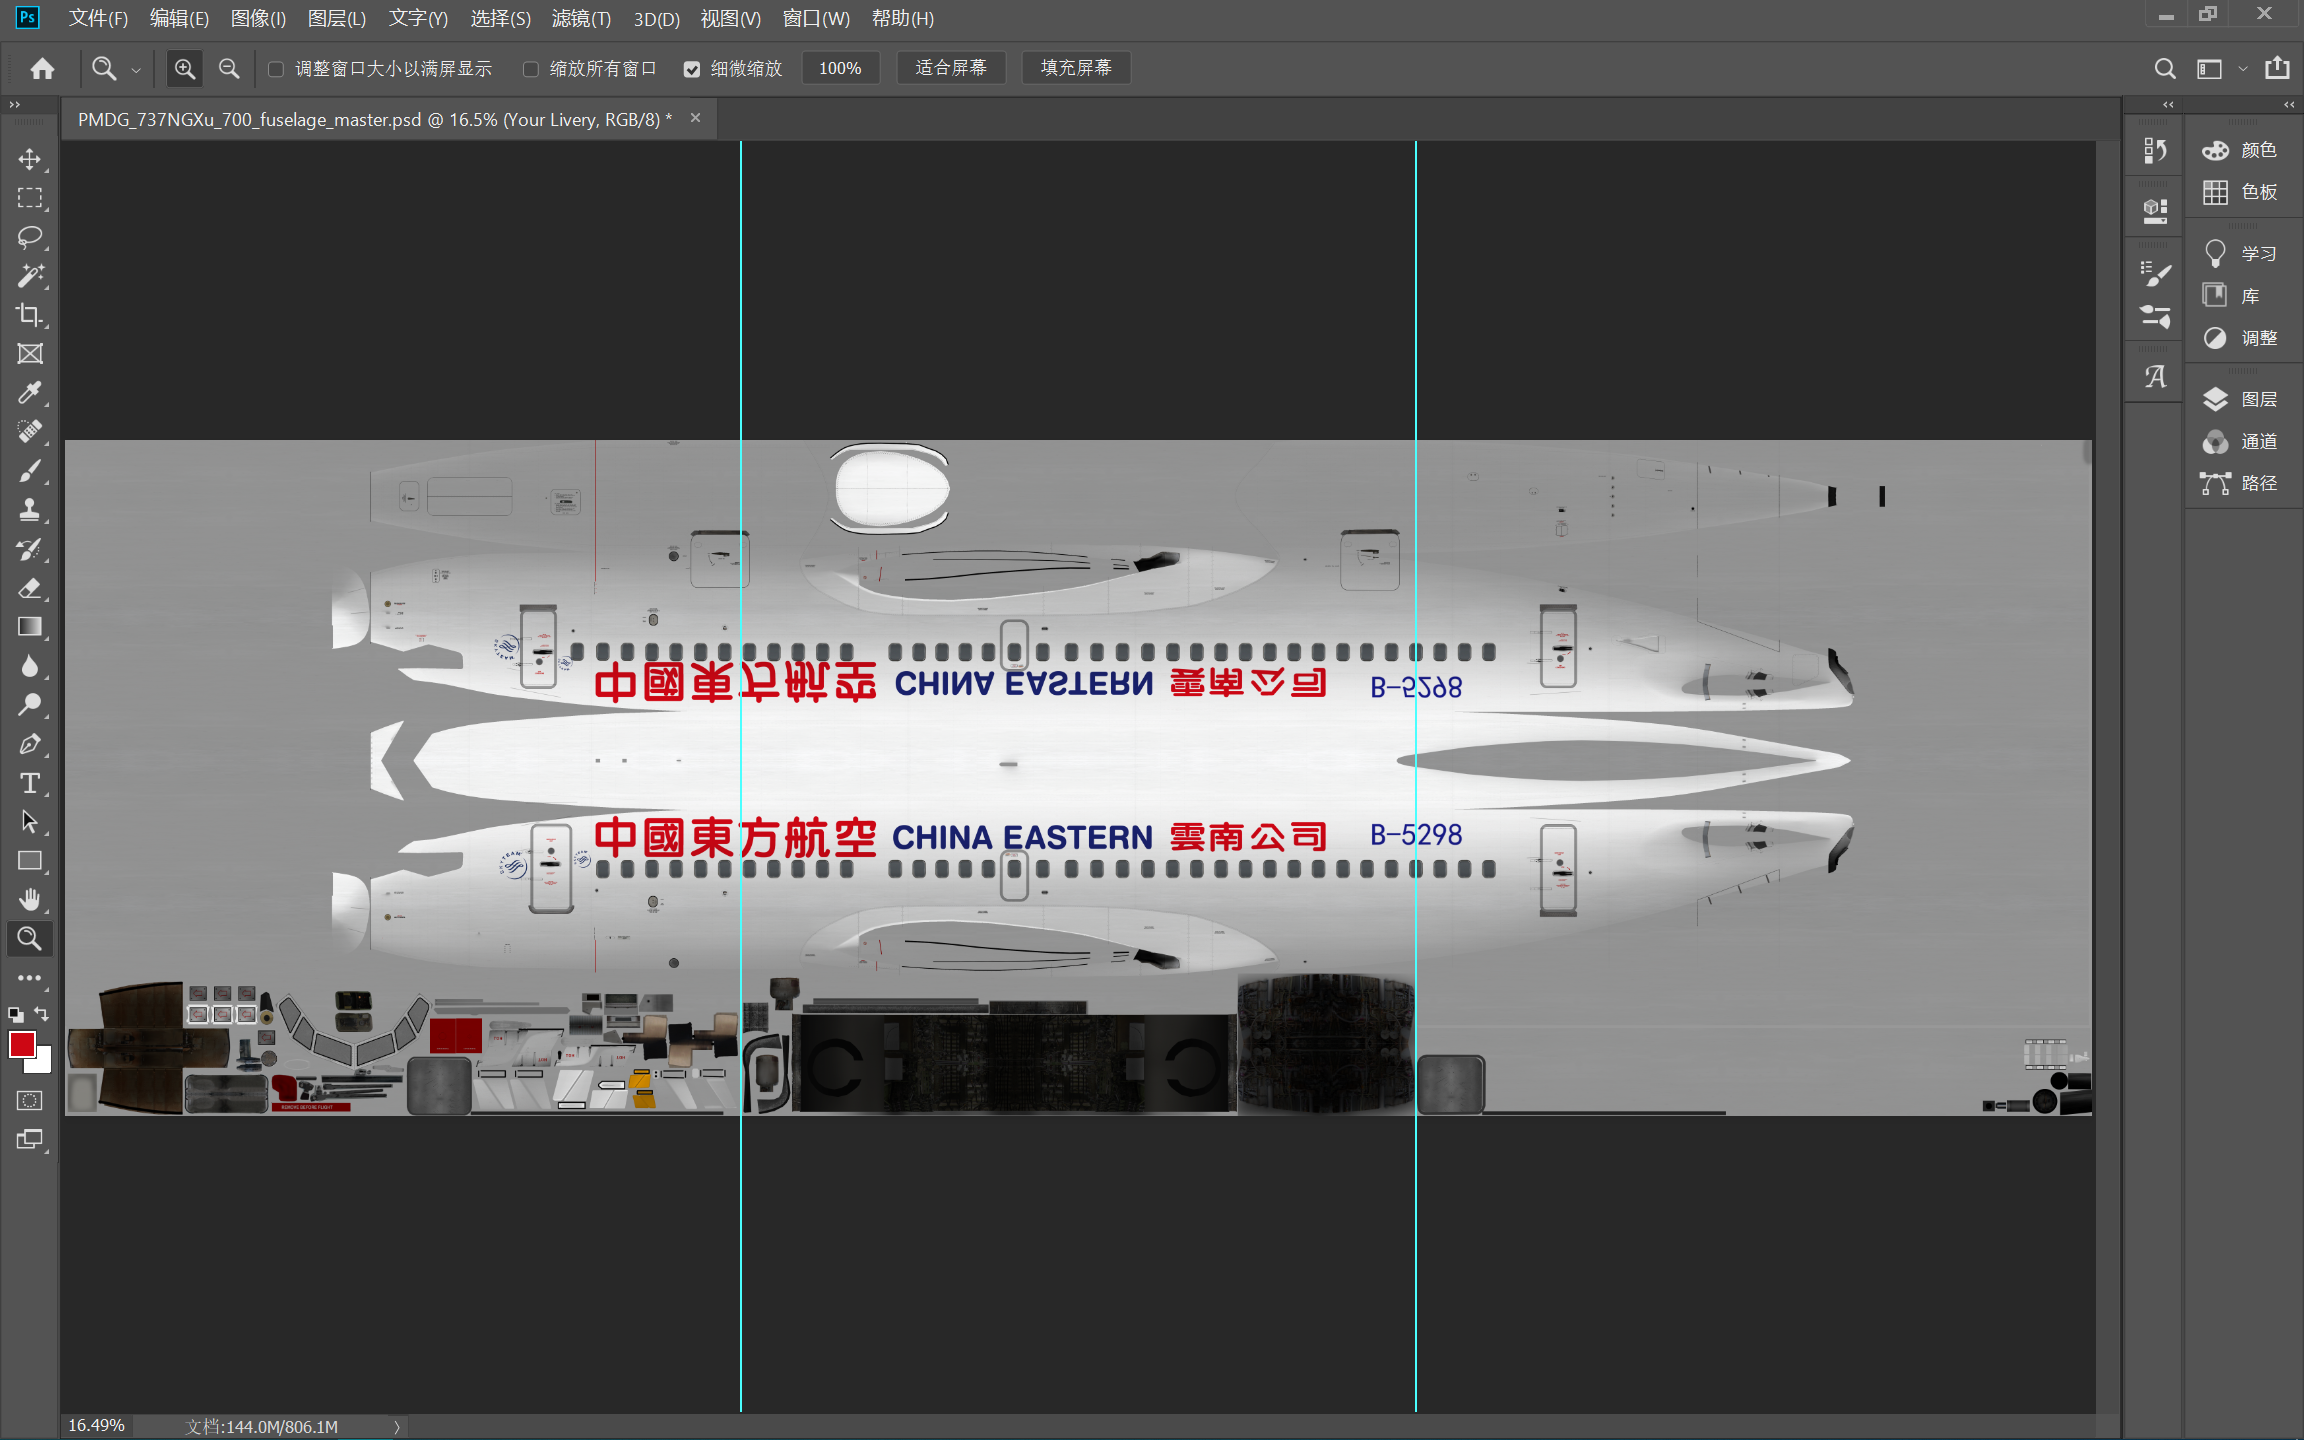 Ps 文件(F) 编辑(E) 图像(I) 图层(L) 文字(Y) 选择(S) 滤镜(T) 3D(D) 视图(V) 窗口(W) 帮助(H)
调整窗口大小以满屏显示 缩放所有窗口 细微缩放 100% 适合屏幕 填充屏幕
PMDG_737NGXu_700_fuselage_master.psd @ 16.5% (Your Livery, RGB/8) *
颜色
色板
学习
库
调整
图层
通道
路径
中國東方航空 CHINA EASTERN 雲南公司 B-5298
中國東方航空 CHINA EASTERN 雲南公司 B-5298
SKYTEAM
REMOVE BEFORE FLIGHT
16.49% 文档:144.0M/806.1M